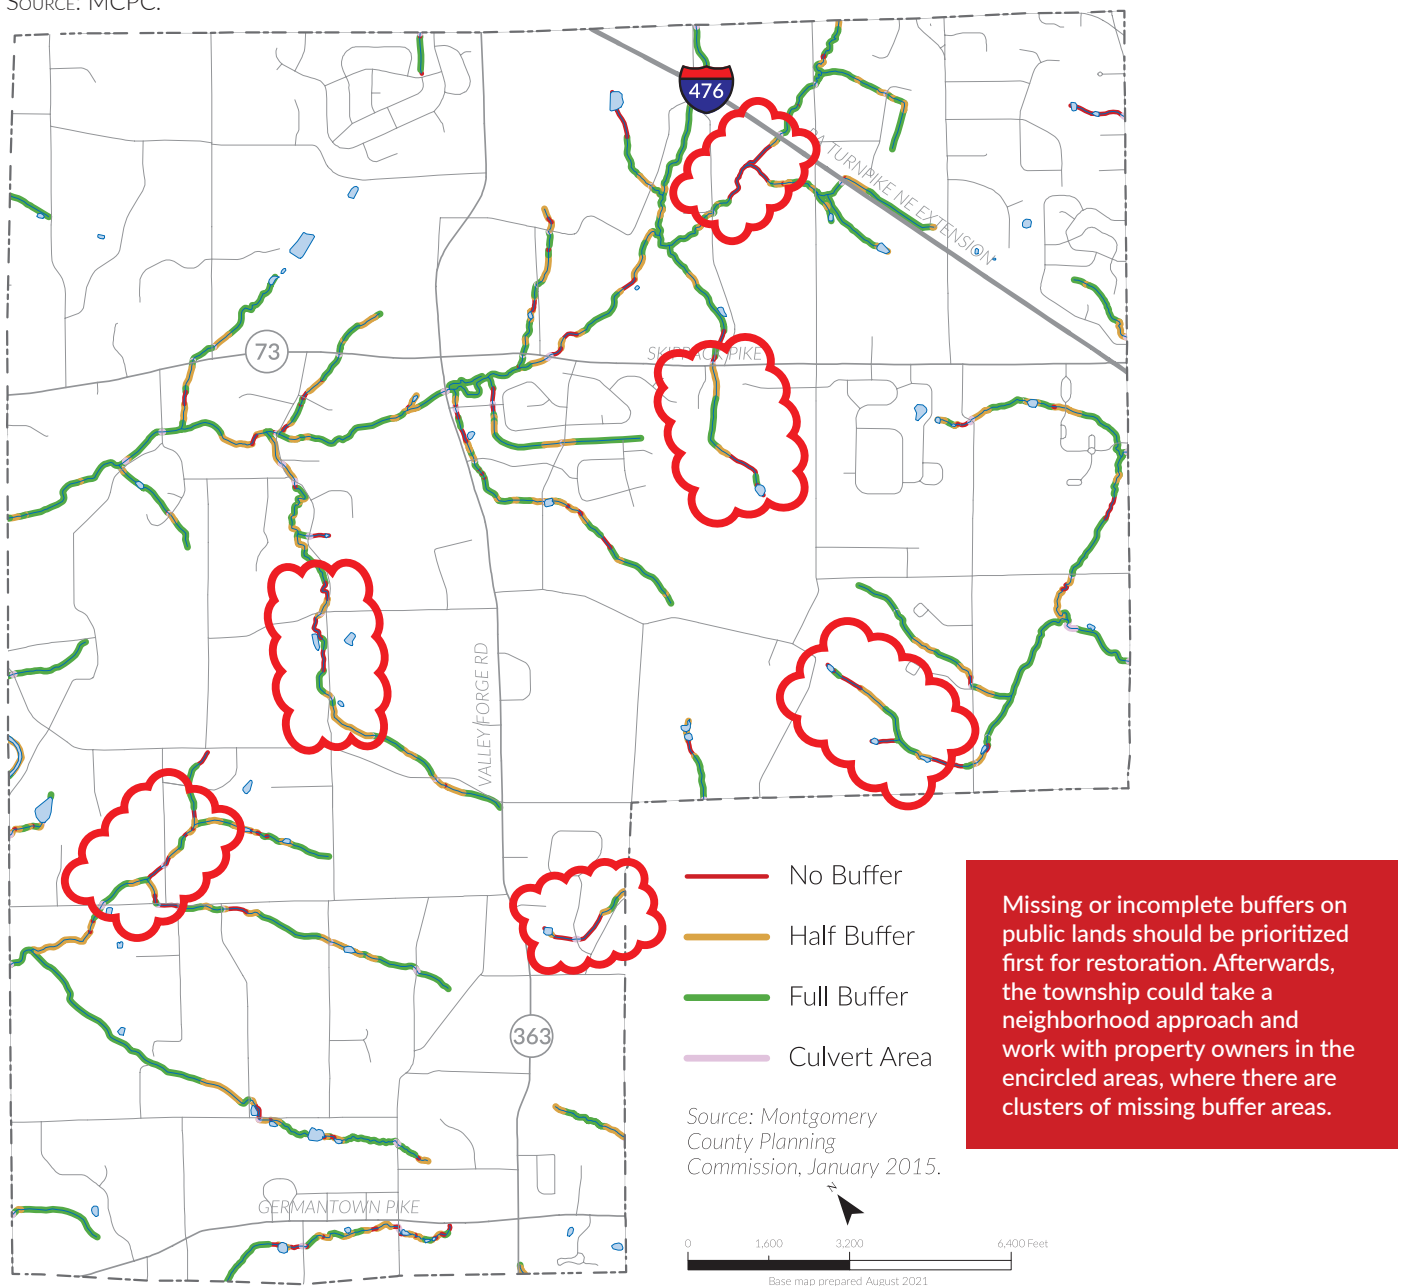 SOURCE: MCPC.
476
PA TURNPIKE NE EXTENSION
73
SKIPPACK PIKE
VALLEY FORGE RD
No Buffer
Half Buffer
Full Buffer
Culvert Area
Missing or incomplete buffers on
public lands should be prioritized
first for restoration. Afterwards,
the township could take a
neighborhood approach and
work with property owners in the
encircled areas, where there are
clusters of missing buffer areas.
363
Source: Montgomery
County Planning
Commission, January 2015.
N
GERMANTOWN PIKE
0 1,600 3,200 6,400 Feet
Base map prepared August 2021